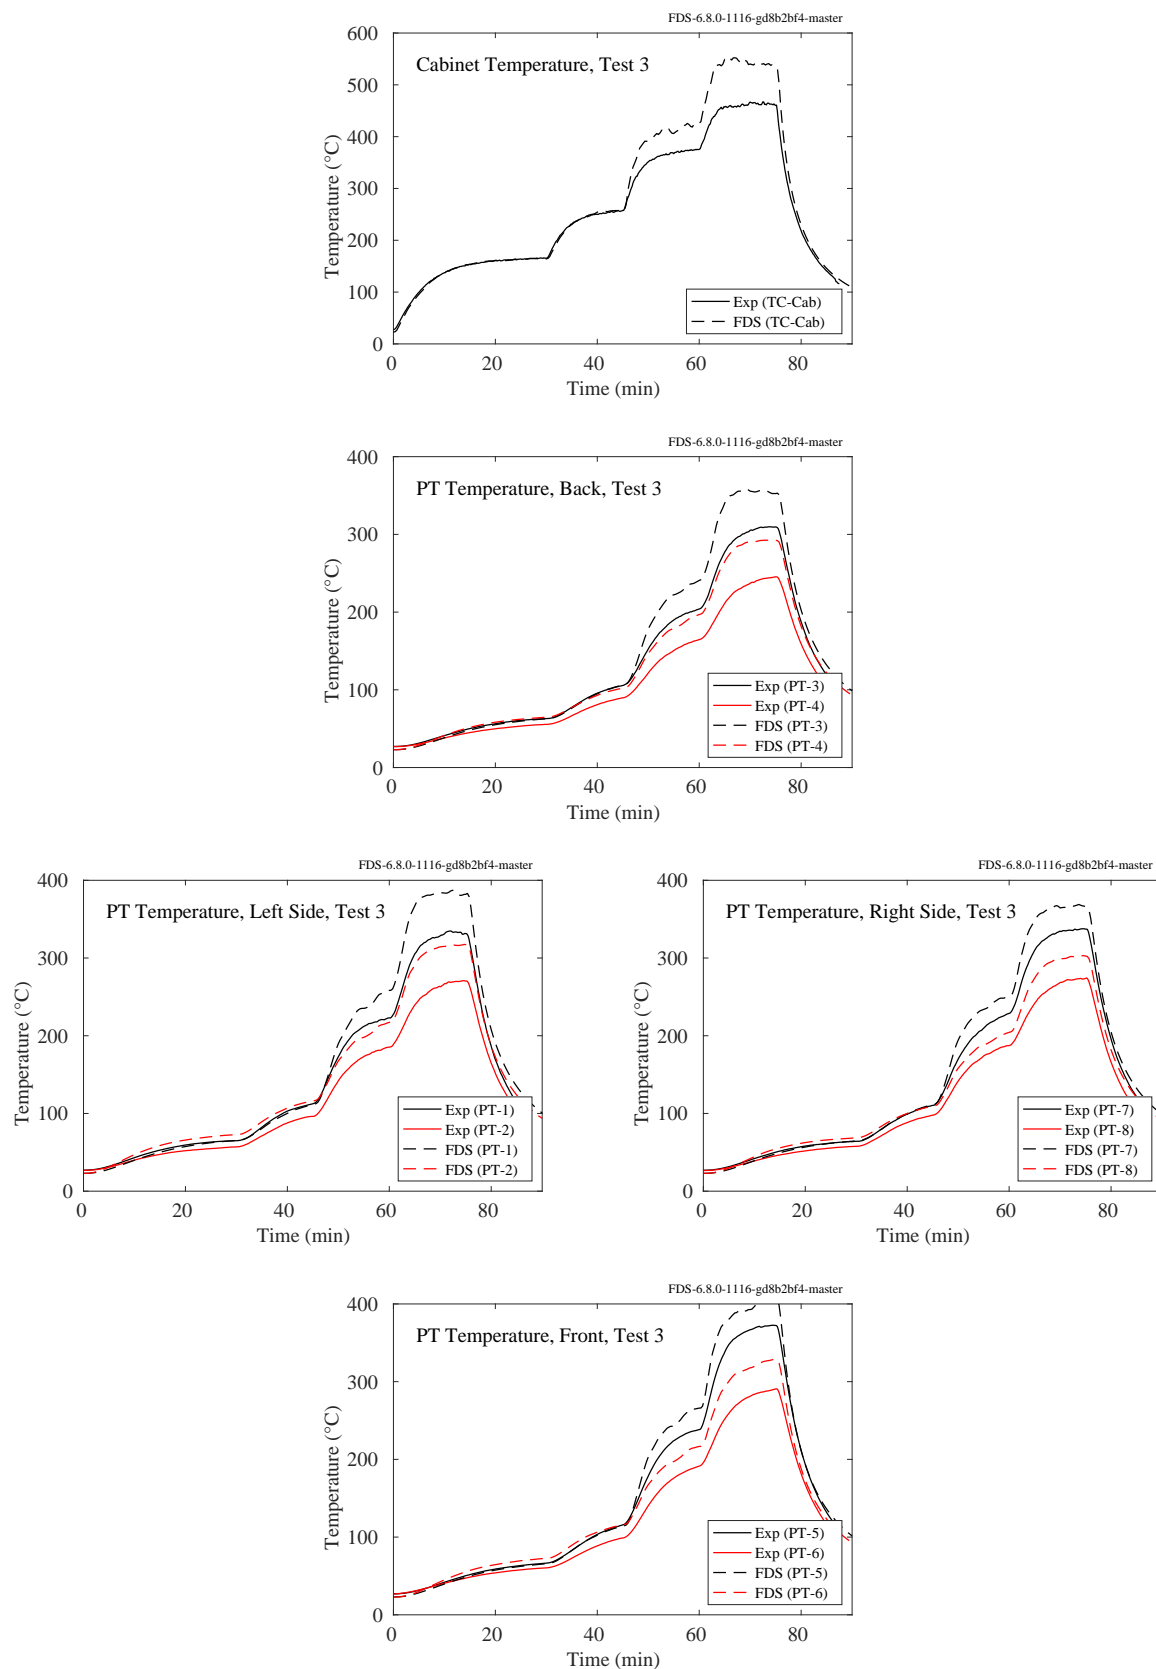 FDS-6.8.0-1116-gd8b2bf4-master
Cabinet Temperature, Test 3
Temperature (°C)
600
500
400
300
200
100
0
0 20 40 60 80
Time (min)
Exp (TC-Cab)
FDS (TC-Cab)
FDS-6.8.0-1116-gd8b2bf4-master
PT Temperature, Back, Test 3
Temperature (°C)
400
300
200
100
0
0 20 40 60 80
Time (min)
Exp (PT-3)
Exp (PT-4)
FDS (PT-3)
FDS (PT-4)
FDS-6.8.0-1116-gd8b2bf4-master
PT Temperature, Left Side, Test 3
Temperature (°C)
400
300
200
100
0
0 20 40 60 80
Time (min)
Exp (PT-1)
Exp (PT-2)
FDS (PT-1)
FDS (PT-2)
FDS-6.8.0-1116-gd8b2bf4-master
PT Temperature, Right Side, Test 3
Temperature (°C)
400
300
200
100
0
0 20 40 60 80
Time (min)
Exp (PT-7)
Exp (PT-8)
FDS (PT-7)
FDS (PT-8)
FDS-6.8.0-1116-gd8b2bf4-master
PT Temperature, Front, Test 3
Temperature (°C)
400
300
200
100
0
0 20 40 60 80
Time (min)
Exp (PT-5)
Exp (PT-6)
FDS (PT-5)
FDS (PT-6)